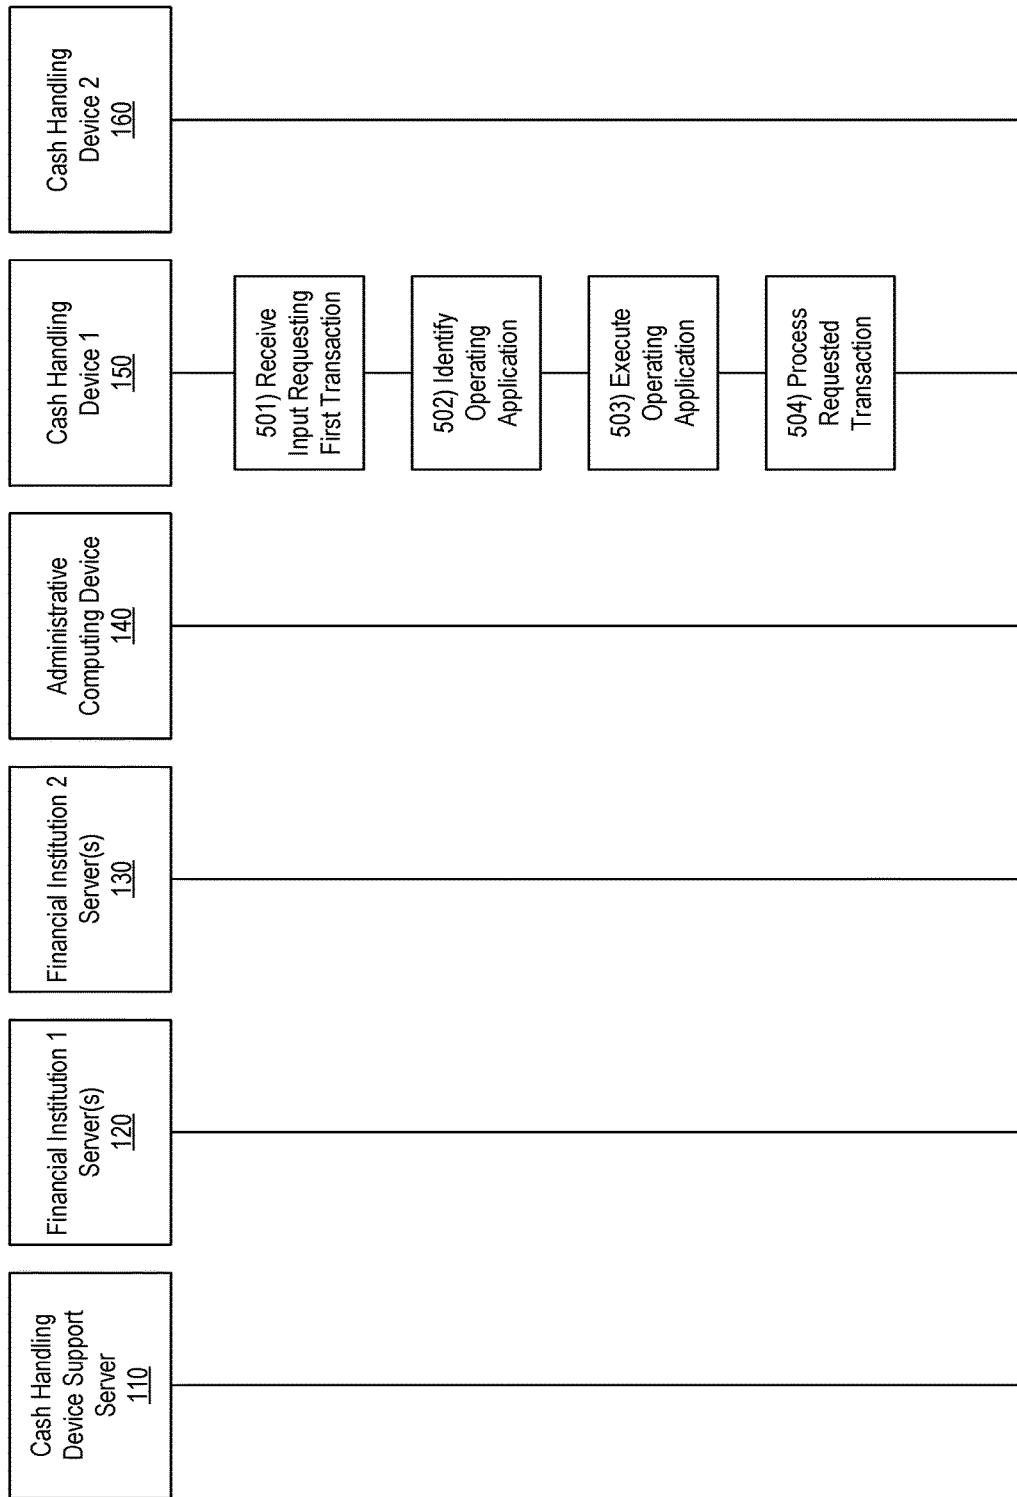 Cash Handling
Device Support
Server
110
Financial Institution 1
Server(s)
120
Financial Institution 2
Server(s)
130
Administrative
Computing Device
140
Cash Handling
Device 1
150
Cash Handling
Device 2
160
501) Receive
Input Requesting
First Transaction
502) Identify
Operating
Application
503) Execute
Operating
Application
504) Process
Requested
Transaction